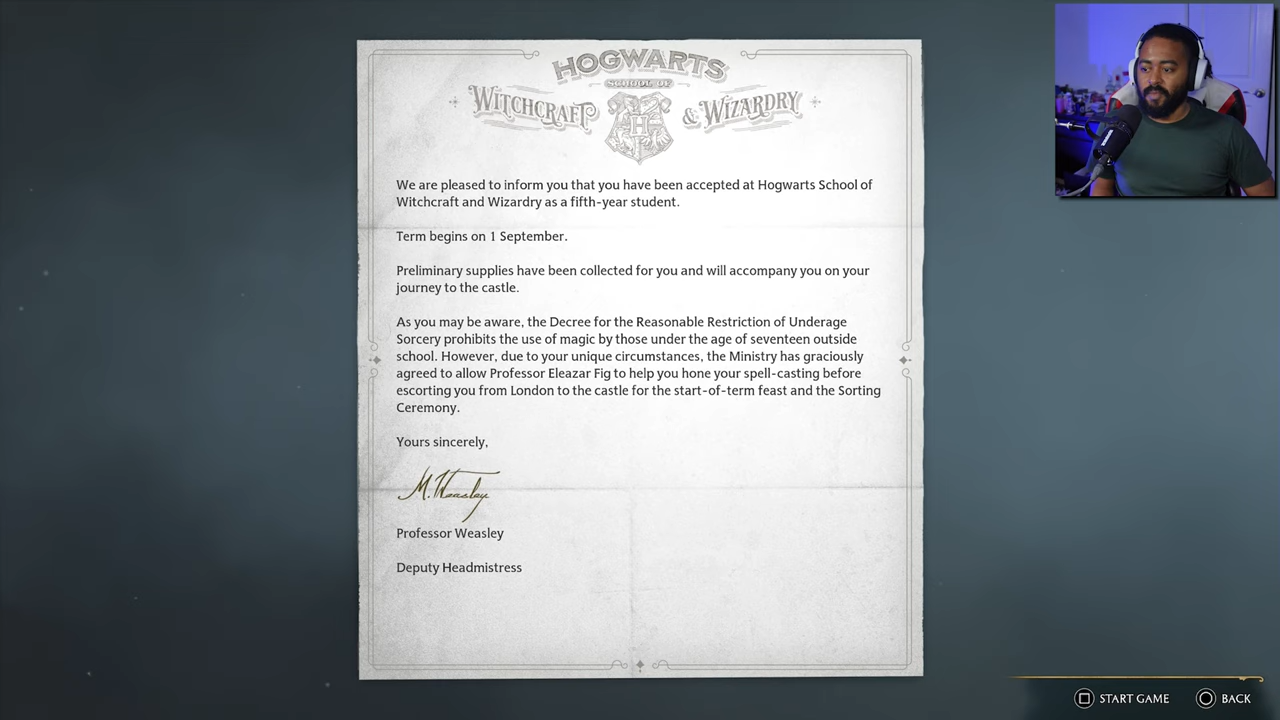 HOGWARTS
SCHOOL OF
WITCHCRAFT & WIZARDRY
H
We are pleased to inform you that you have been accepted at Hogwarts School of
Witchcraft and Wizardry as a fifth-year student.
Term begins on 1 September.
Preliminary supplies have been collected for you and will accompany you on your
journey to the castle.
As you may be aware, the Decree for the Reasonable Restriction of Underage
Sorcery prohibits the use of magic by those under the age of seventeen outside
school. However, due to your unique circumstances, the Ministry has graciously
agreed to allow Professor Eleazar Fig to help you hone your spell-casting before
escorting you from London to the castle for the start-of-term feast and the Sorting
Ceremony.
Yours sincerely,
M. Weasley
Professor Weasley
Deputy Headmistress
START GAME
BACK